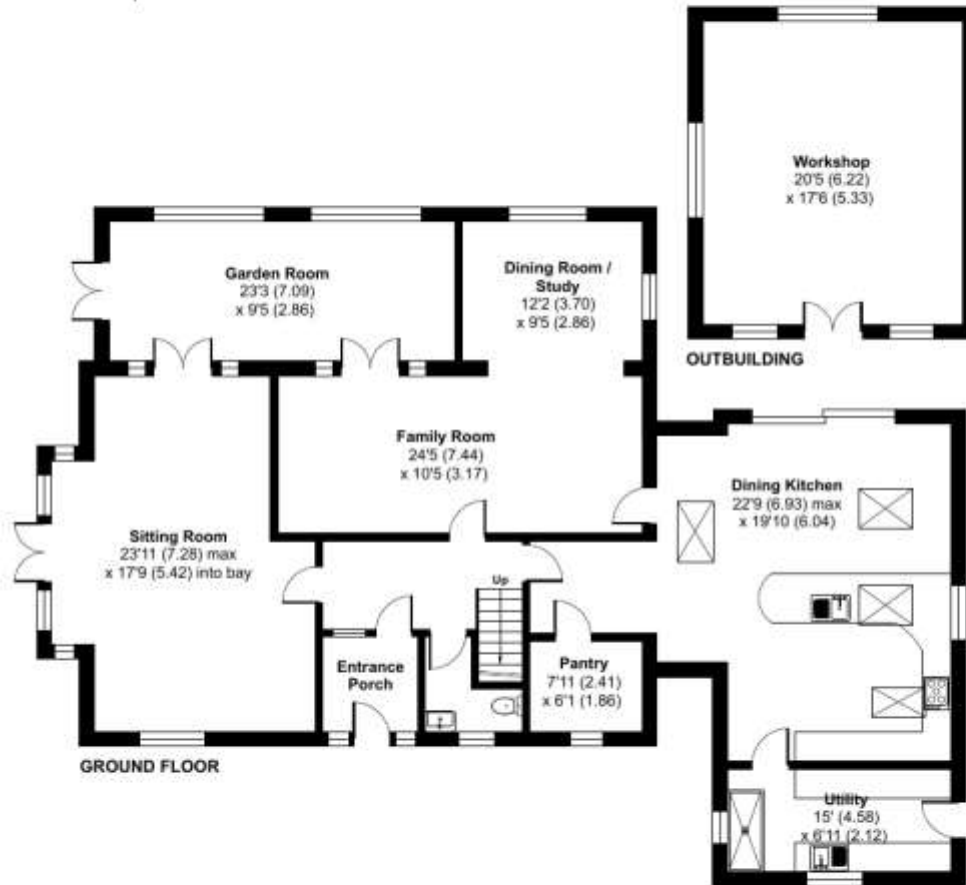 Workshop
20'5 (6.22)
x 17'6 (5.33)
OUTBUILDING
Garden Room
23'3 (7.09)
x 9'5 (2.86)
Dining Room /
Study
12'2 (3.70)
x 9'5 (2.86)
Family Room
24'5 (7.44)
x 10'5 (3.17)
Dining Kitchen
22'9 (6.93) max
x 19'10 (6.04)
Sitting Room
23'11 (7.28) max
x 17'9 (5.42) into bay
Up
Entrance
Porch
Pantry
7'11 (2.41)
x 6'1 (1.86)
GROUND FLOOR
Utility
15' (4.58)
x 6'11 (2.12)